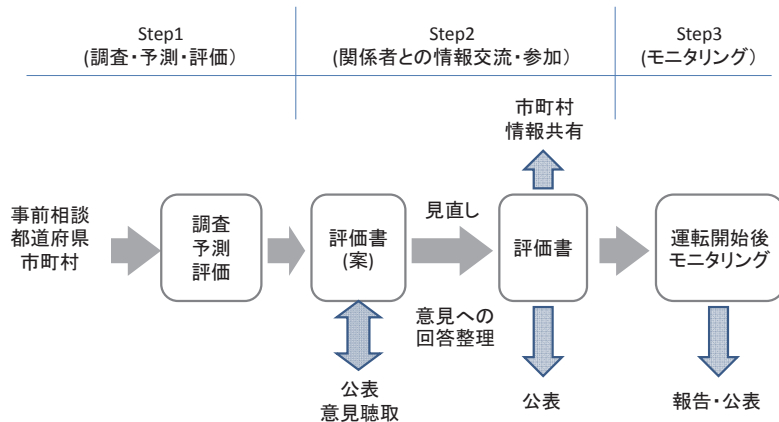 Step1
(調査・予測・評価)
Step2
(関係者との情報交流・参加)
Step3
(モニタリング)
市町村
情報共有
事前相談
都道府県
市町村
調査
予測
評価
評価書
(案)
見直し
評価書
運転開始後
モニタリング
意見への
回答整理
公表
意見聴取
公表
報告・公表